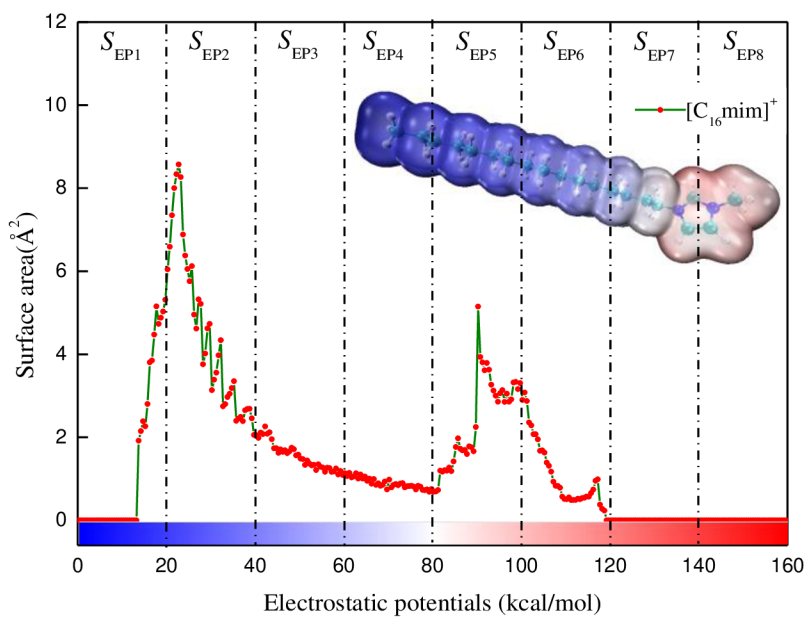 12
S_EP1 S_EP2 S_EP3 S_EP4 S_EP5 S_EP6 S_EP7 S_EP8
10
[C₁₆mim]⁺
8
6
4
2
0
Surface area(Å²)
0 20 40 60 80 100 120 140 160
Electrostatic potentials (kcal/mol)